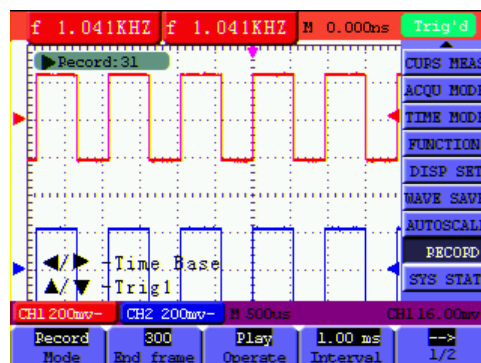 f 1.041KHZ f 1.041KHZ M 0.000ns Trig'd
Record:31
CURS MEAS
ACQU MODE
TIME MODE
FUNCTION
DISP SET
WAVE SAVE
AUTOSCALE
RECORD
SYS STAT
◀/▶ -Time Base
▲/▼ -Trig1
CH1 200mv- CH2 200mv- M 500us CH1 16.00mv
Record 300 Play 1.00 ms -->
Mode End frame Operate Interval 1/2